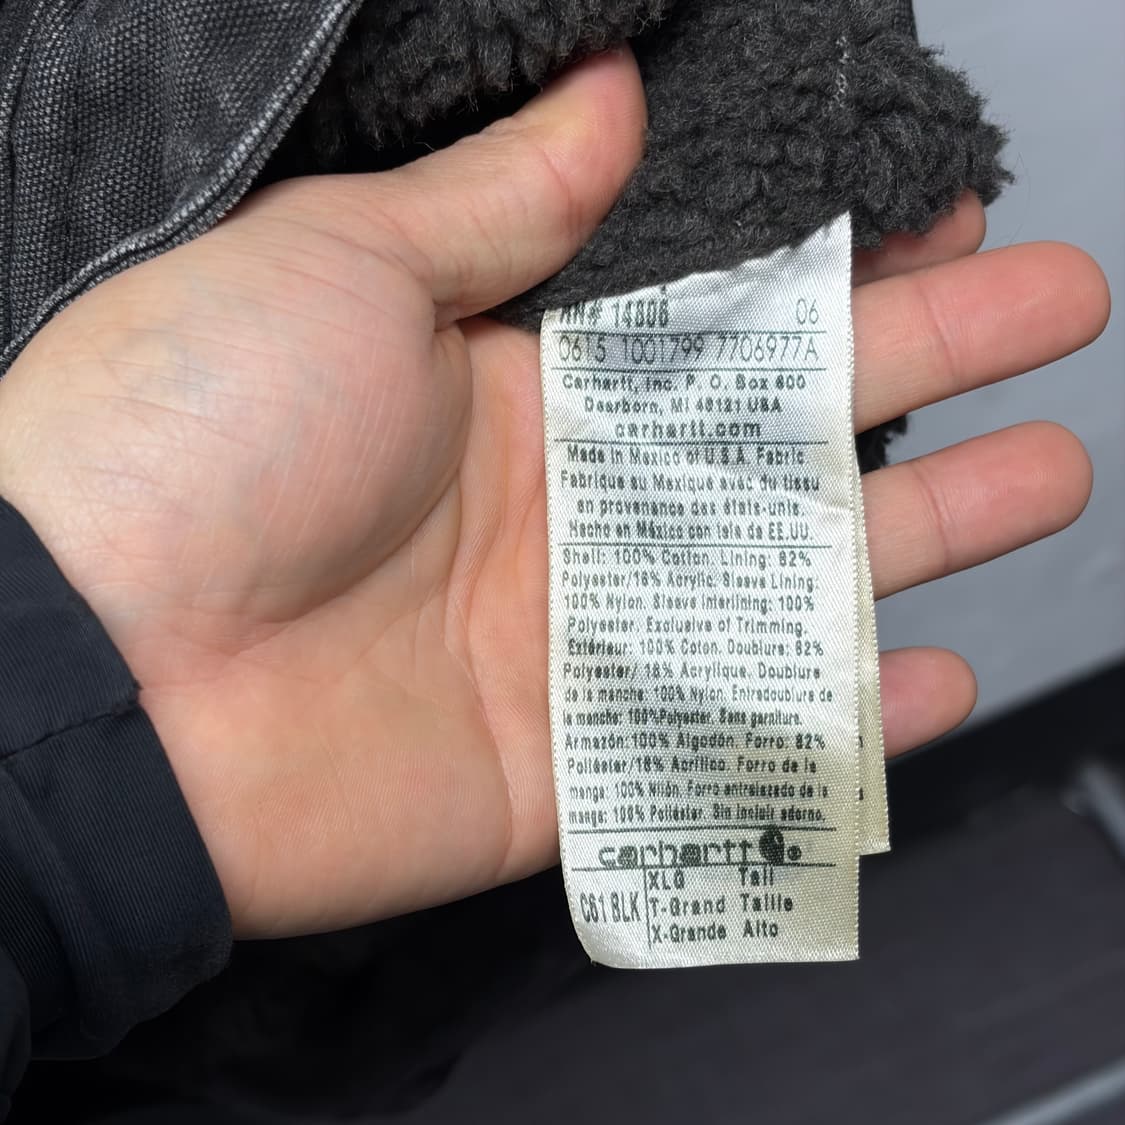 RN# 14806 06
0615 1001799 7706977A
Carhartt, Inc. P. O. Box 600
Dearborn, MI 48121 USA
carhartt.com
Made in Mexico of U.S.A. Fabric
Fabriqué au Mexique avec du tissu
en provenance des états-unis.
Hecho en México con tela de EE.UU.
Shell: 100% Cotton. Lining: 82%
Polyester/18% Acrylic. Sleeve Lining:
100% Nylon. Sleeve Interlining: 100%
Polyester. Exclusive of Trimming.
Extérieur: 100% Coton. Doublure: 82%
Polyester/ 18% Acrylique. Doublure
de la manche: 100% Nylon. Entredoublure de
la manche: 100%Polyester. Sans garniture.
Armazón:100% Algodón. Forro: 82%
Poliéster/18% Acrílico. Forro de la
manga: 100% Nilón. Forro entrelazado de la
manga: 100% Poliéster. Sin incluir adorno.
carhartt ®
C61 BLK
XLG Tall
T-Grand Taille
X-Grande Alto